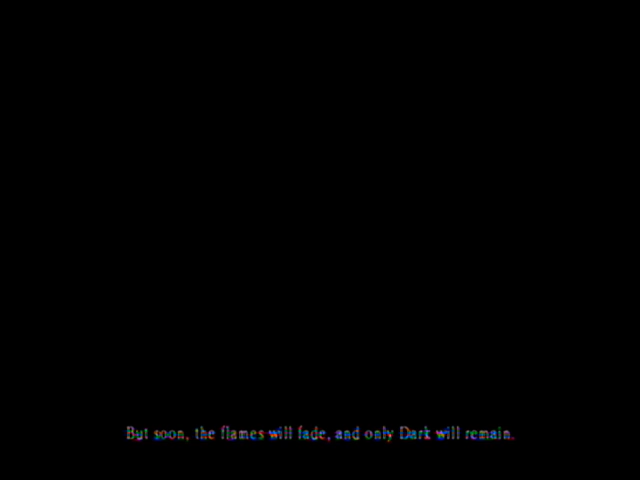 But soon, the flames will fade, and only Dark will remain.